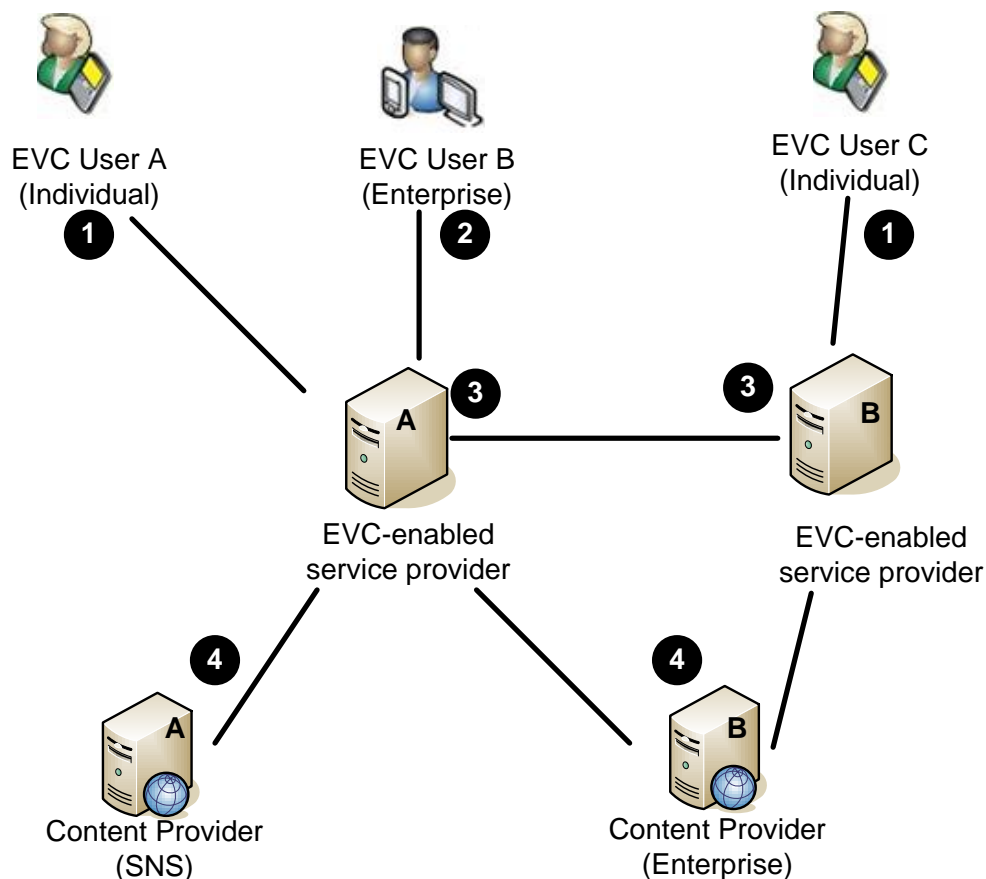 EVC User A
(Individual)
1
EVC User B
(Enterprise)
2
EVC User C
(Individual)
1
A
3
3
B
EVC-enabled
service provider
EVC-enabled
service provider
4
A
Content Provider
(SNS)
4
B
Content Provider
(Enterprise)